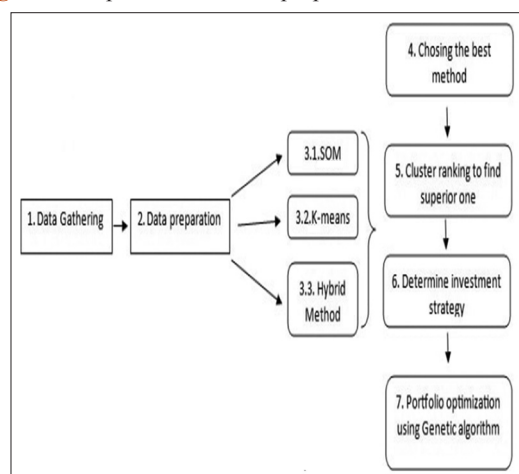 1. Data Gathering
2. Data preparation
3.1.SOM
3.2.K-means
3.3. Hybrid
Method
4. Chosing the best
method
5. Cluster ranking to find
superior one
6. Determine investment
strategy
7. Portfolio optimization
using Genetic algorithm